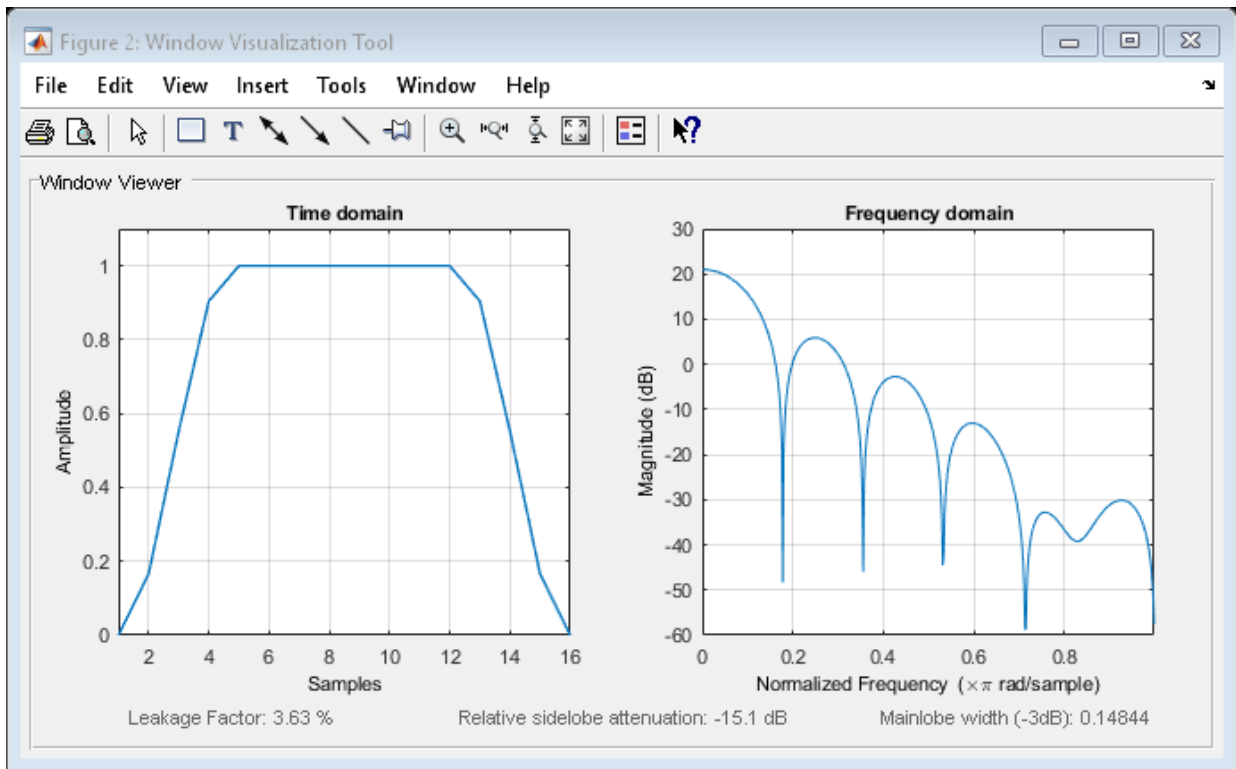 Figure 2: Window Visualization Tool
File Edit View Insert Tools Window Help
T
?
Window Viewer
Time domain
1
0.8
0.6
0.4
0.2
0
Amplitude
2 4 6 8 10 12 14 16
Samples
Frequency domain
30
20
10
0
-10
-20
-30
-40
-50
-60
Magnitude (dB)
0 0.2 0.4 0.6 0.8
Normalized Frequency (×π rad/sample)
Leakage Factor: 3.63 % Relative sidelobe attenuation: -15.1 dB Mainlobe width (-3dB): 0.14844